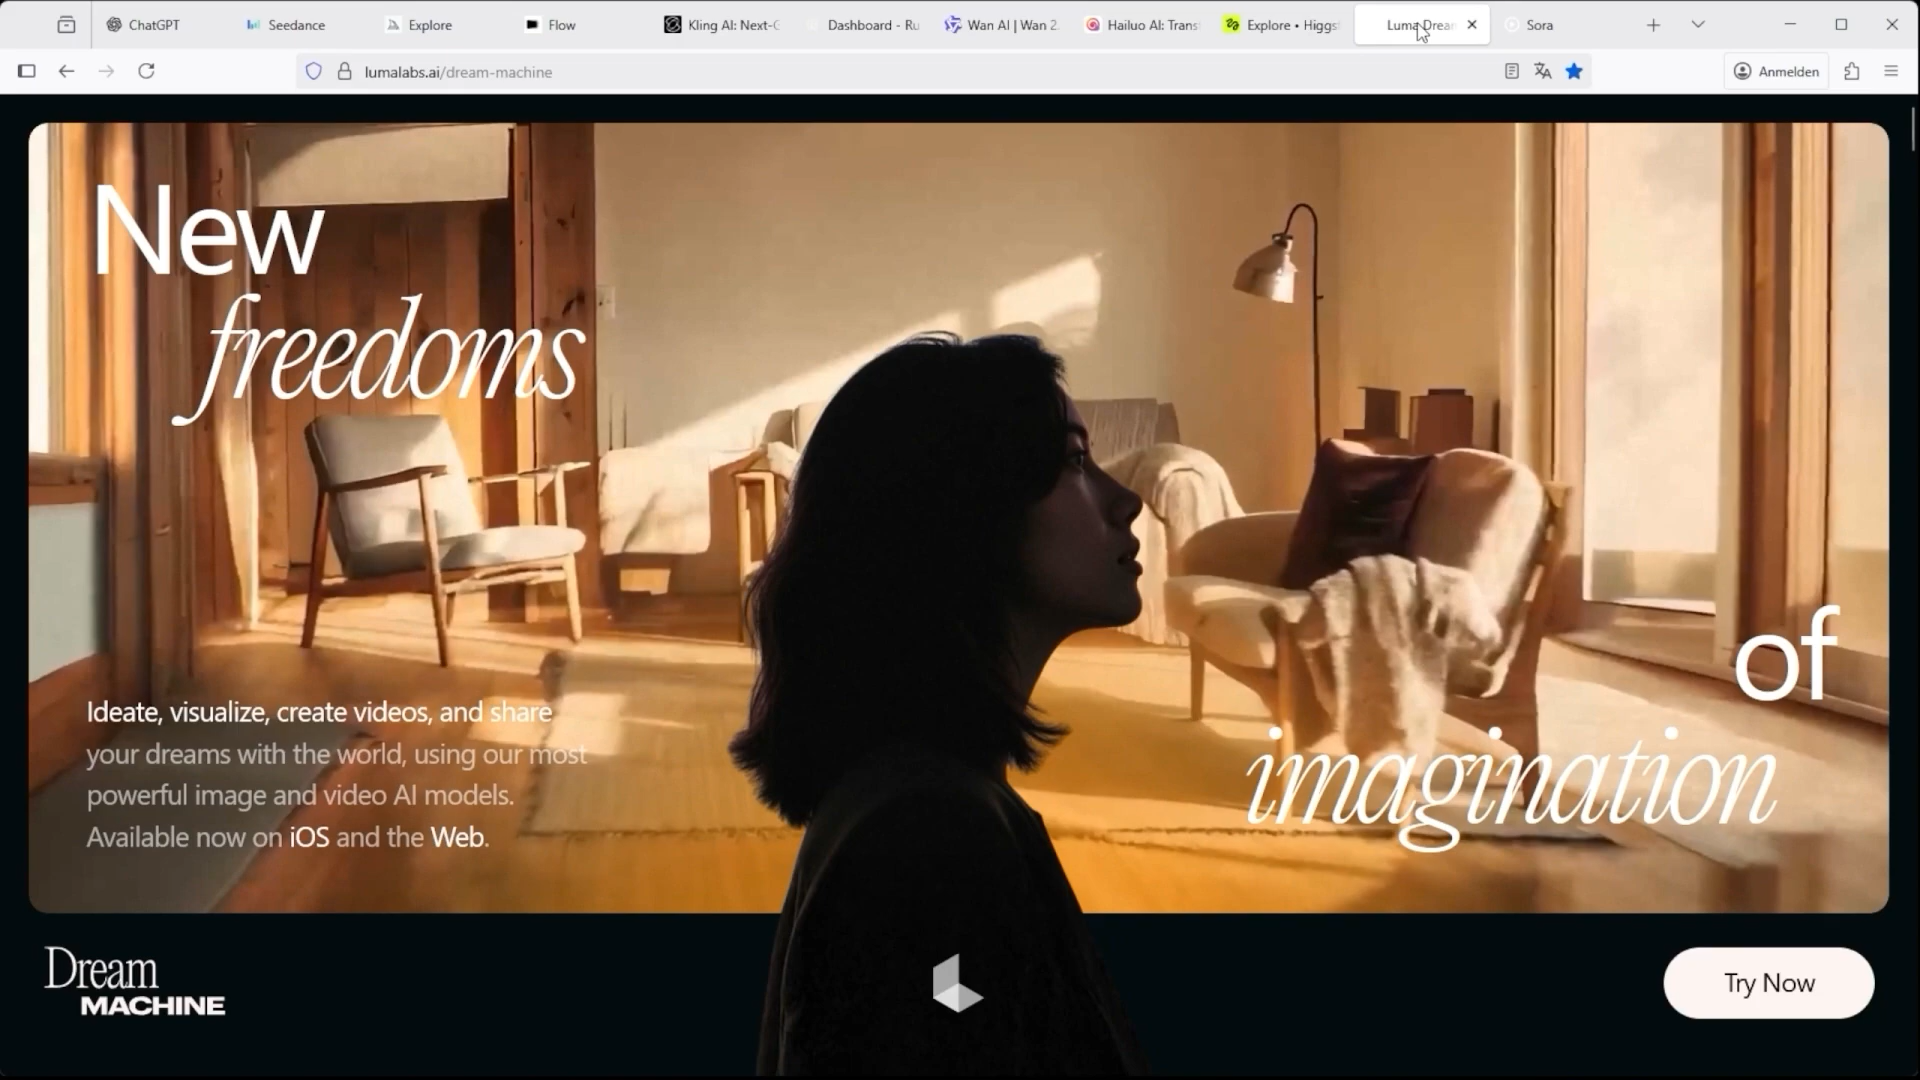 ChatGPT
Seedance
Explore
Flow
Kling AI: Next-G
Dashboard - Ru
Wan AI | Wan 2.
Hailuo AI: Trans
Explore • Higgs
Luma Drea
Sora
lumalabs.ai/dream-machine
Anmelden
New
freedoms
of
imagination
Ideate, visualize, create videos, and share
your dreams with the world, using our most
powerful image and video AI models.
Available now on iOS and the Web.
Dream
MACHINE
Try Now